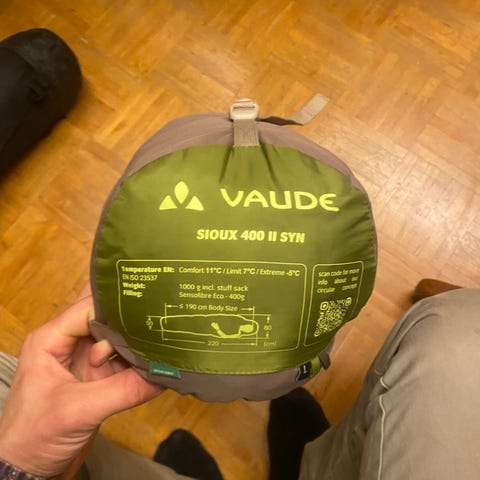 VAUDE
SIOUX 400 II SYN
Temperature EN: Comfort 11°C / Limit 7°C / Extreme -5°C
EN ISO 23537
Weight: 1000 g incl. stuff sack
Filling: Sensofibre Eco - 400g
≤ 190 cm Body Size
60
220
(cm)
scan code for more
info about our
circular concept